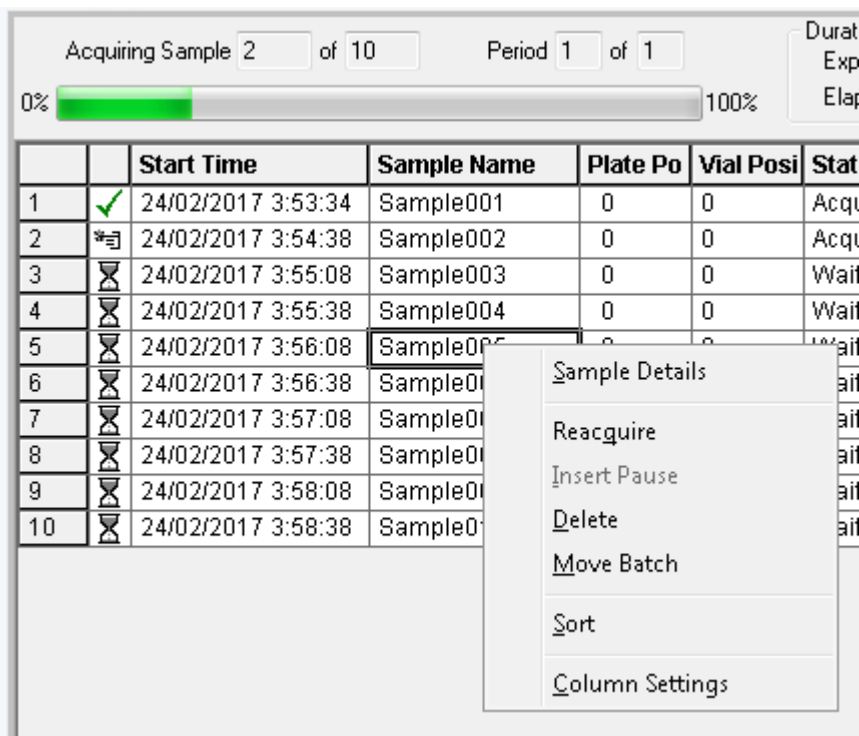 Acquiring Sample 2 of 10 Period 1 of 1 Durat
Exp
0% 100% Elap
Start Time Sample Name Plate Po Vial Posi Stat
1 24/02/2017 3:53:34 Sample001 0 0 Acqu
2 24/02/2017 3:54:38 Sample002 0 0 Acqu
3 24/02/2017 3:55:08 Sample003 0 0 Wait
4 24/02/2017 3:55:38 Sample004 0 0 Wait
5 24/02/2017 3:56:08
6 24/02/2017 3:56:38
7 24/02/2017 3:57:08
8 24/02/2017 3:57:38
9 24/02/2017 3:58:08
10 24/02/2017 3:58:38
Sample Details
Reacquire
Insert Pause
Delete
Move Batch
Sort
Column Settings